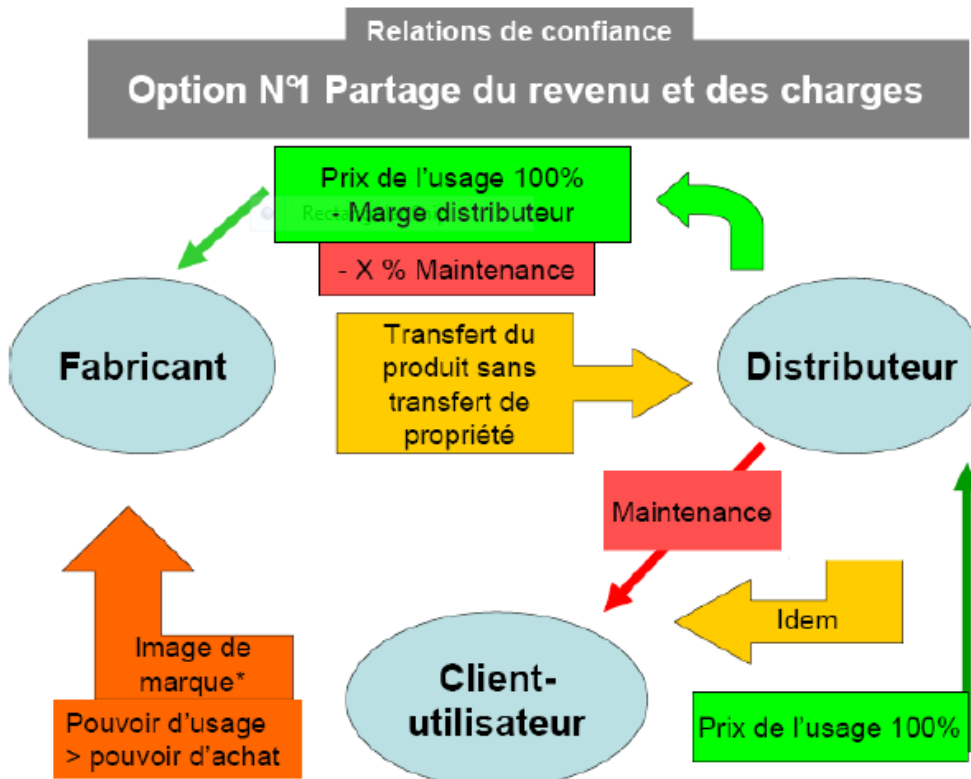 Relations de confiance
Option N°1 Partage du revenu et des charges
Prix de l'usage 100%
- Marge distributeur
- X % Maintenance
Fabricant
Transfert du
produit sans
transfert de
propriété
Distributeur
Maintenance
Idem
Image de
marque*
Pouvoir d'usage
> pouvoir d'achat
Client-
utilisateur
Prix de l'usage 100%